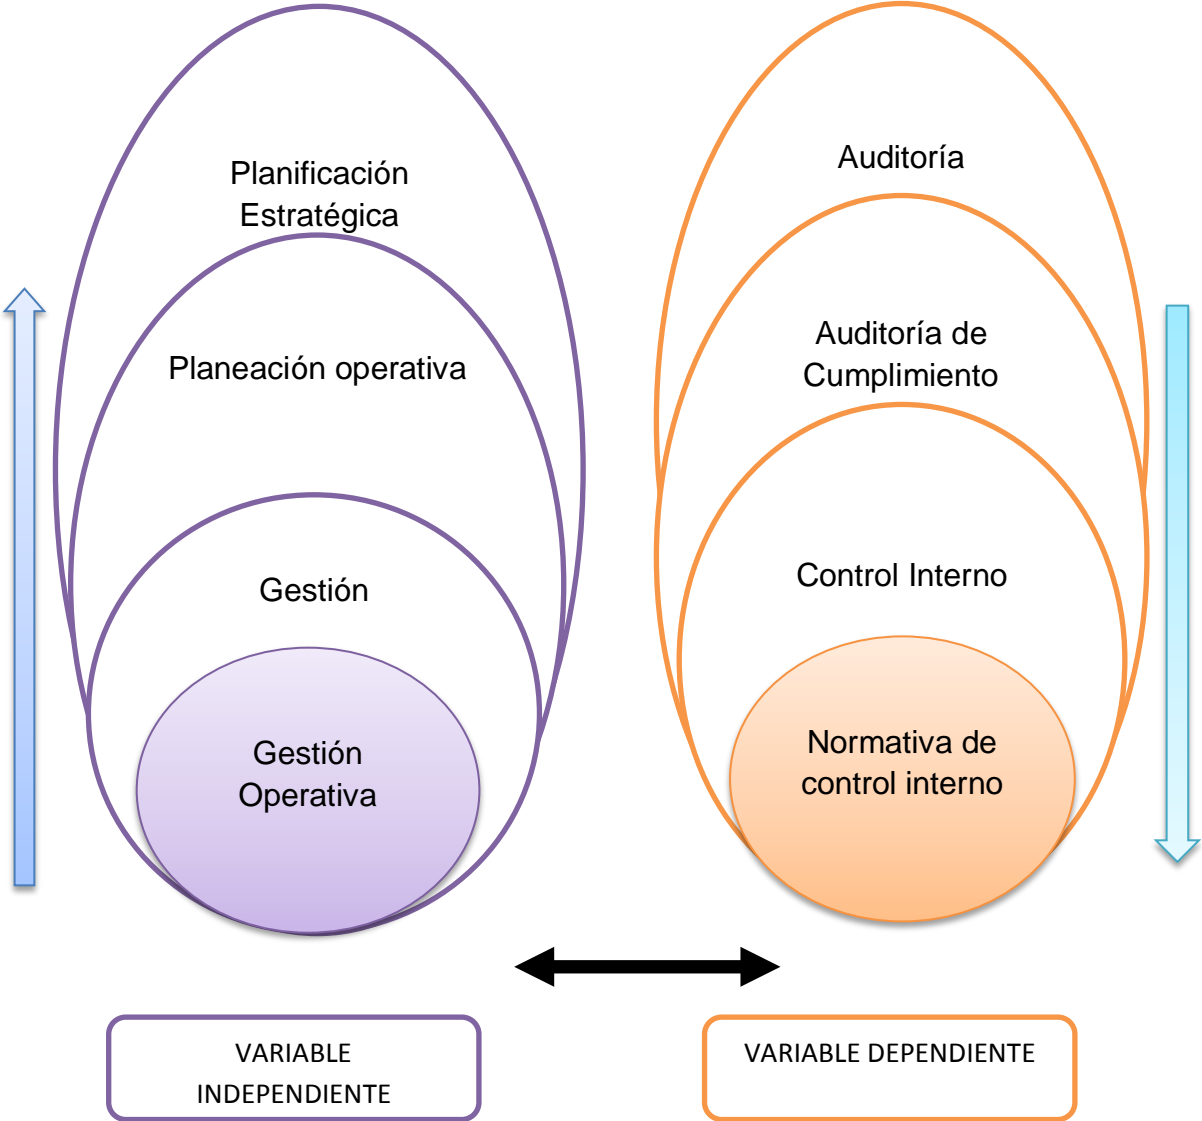 Planificación
Estratégica
Planeación operativa
Gestión
Gestión
Operativa
Auditoría
Auditoría de
Cumplimiento
Control Interno
Normativa de
control interno
VARIABLE
INDEPENDIENTE
VARIABLE DEPENDIENTE